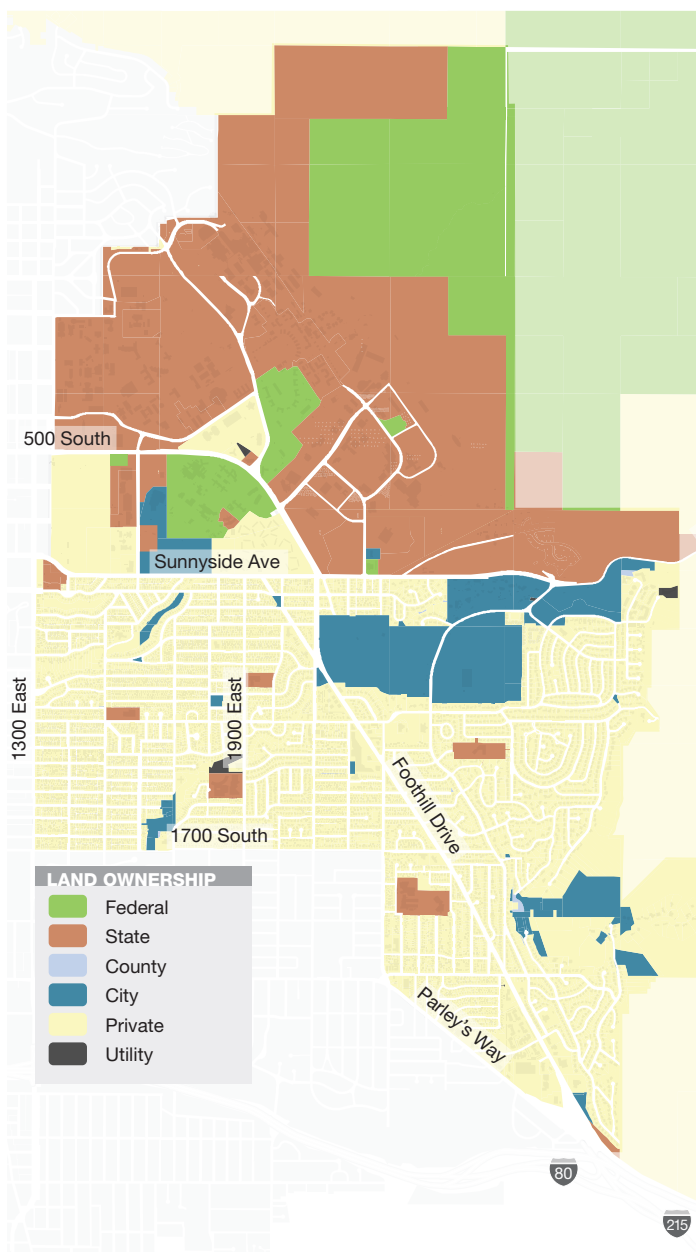 500 South
Sunnyside Ave
1300 East
1900 East
Foothill Drive
1700 South
LAND OWNERSHIP
Federal
State
County
City
Private
Utility
Parley's Way
80
215